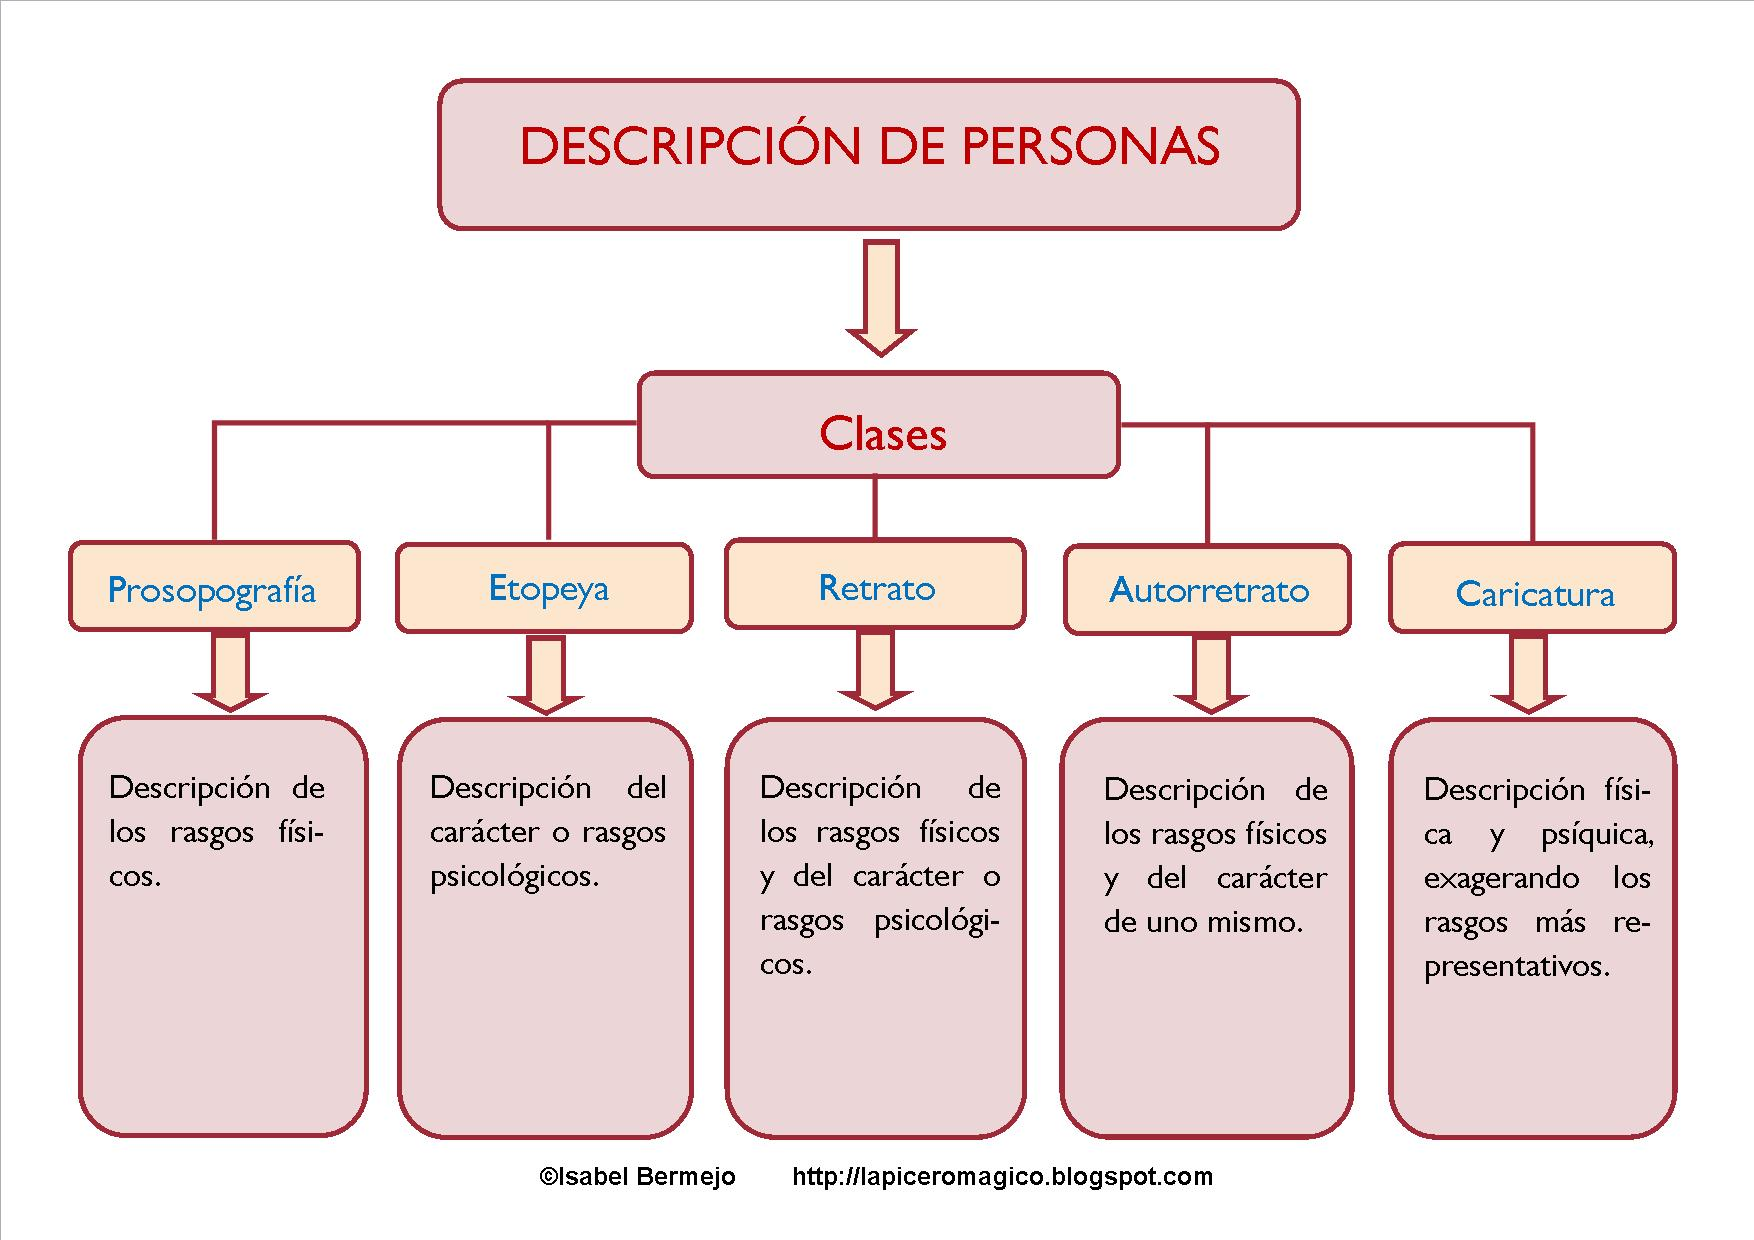 DESCRIPCIÓN DE PERSONAS
Clases
Prosopografía
Etopeya
Retrato
Autorretrato
Caricatura
Descripción de
los rasgos físi-
cos.
Descripción del
carácter o rasgos
psicológicos.
Descripción de
los rasgos físicos
y del carácter o
rasgos psicológi-
cos.
Descripción de
los rasgos físicos
y del carácter
de uno mismo.
Descripción físi-
ca y psíquica,
exagerando los
rasgos más re-
presentativos.
©Isabel Bermejo http://lapiceromagico.blogspot.com